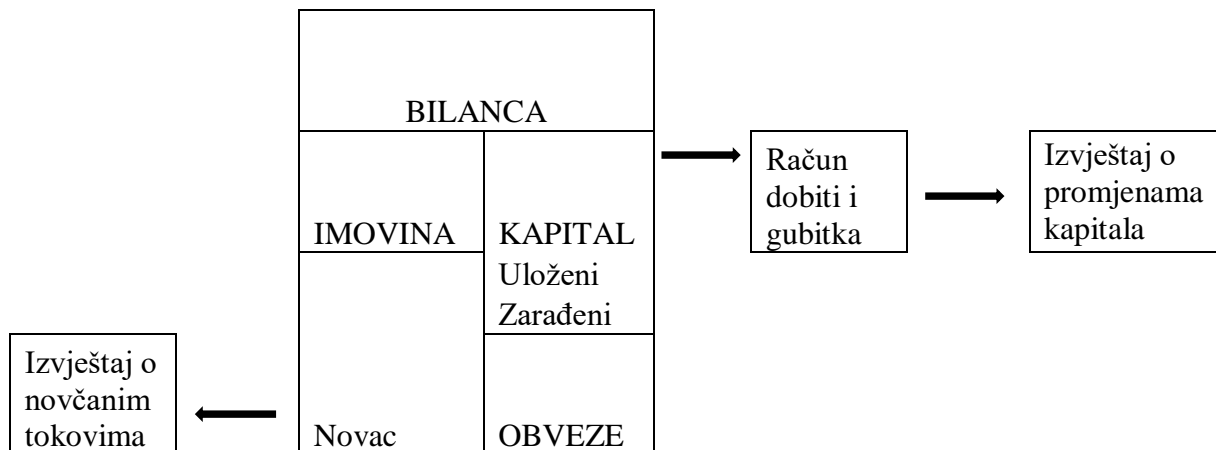 BILANCA
IMOVINA
KAPITAL
Uloženi
Zarađeni
Račun
dobiti i
gubitka
Izvještaj o
promjenama
kapitala
Izvještaj o
novčanim
tokovima
Novac
OBVEZE